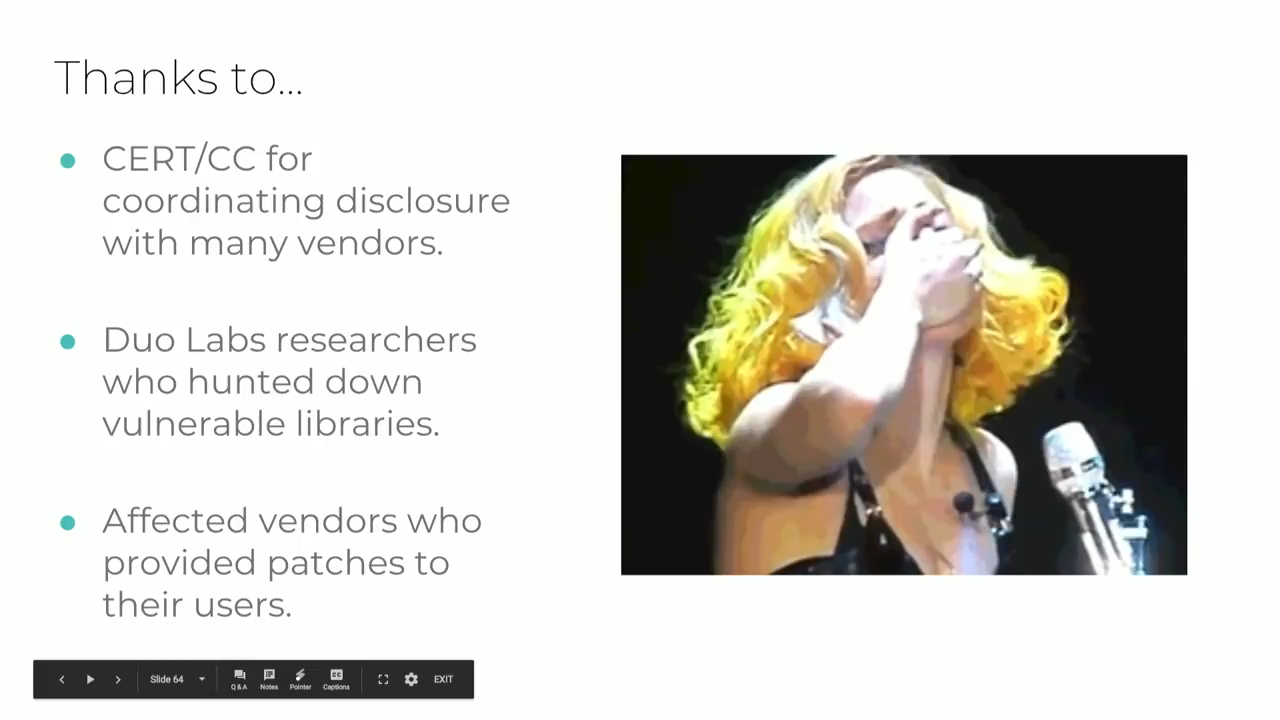 Thanks to...
● CERT/CC for
coordinating disclosure
with many vendors.
● Duo Labs researchers
who hunted down
vulnerable libraries.
● Affected vendors who
provided patches to
their users.
Slide 64
Q & A
Notes
Pointer
CC
Captions
EXIT